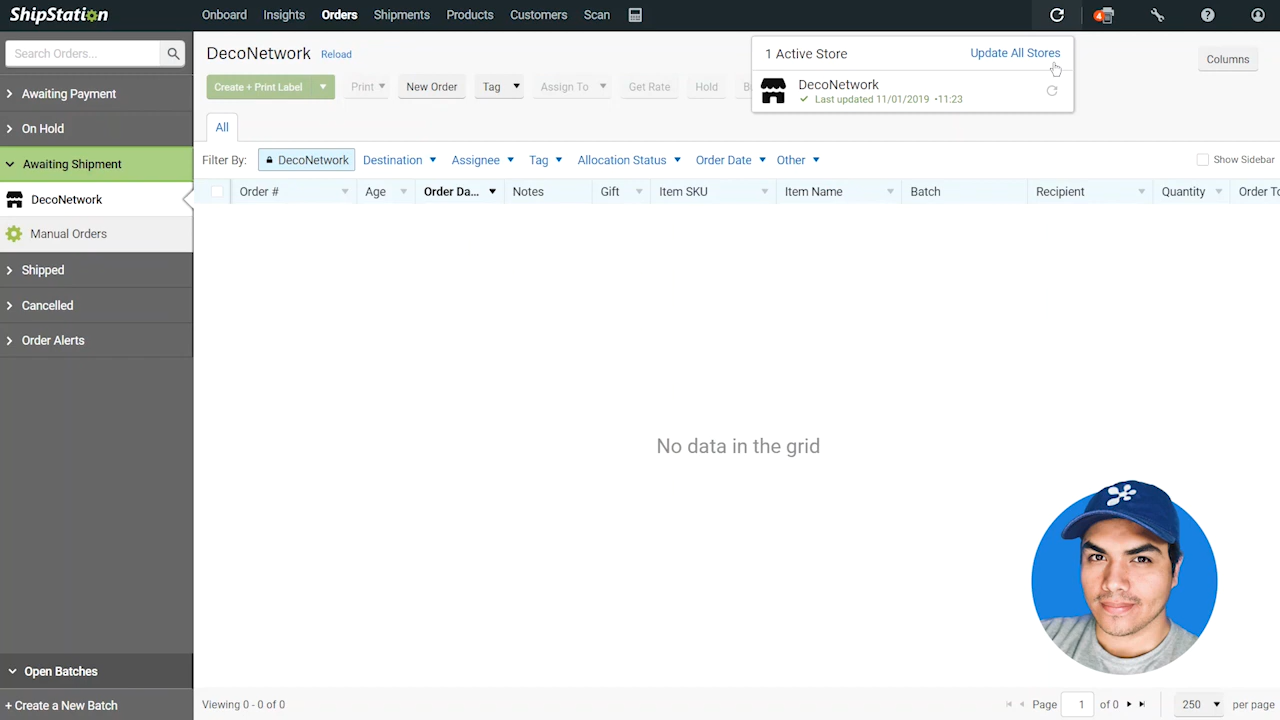 ShipStation
Onboard Insights Orders Shipments Products Customers Scan
4
Search Orders...
Awaiting Payment
On Hold
Awaiting Shipment
DecoNetwork
Manual Orders
Shipped
Cancelled
Order Alerts
Open Batches
+ Create a New Batch
DecoNetwork Reload
1 Active Store Update All Stores
DecoNetwork
Last updated 11/01/2019 • 11:23
Columns
Create + Print Label Print New Order Tag Assign To Get Rate Hold
All
Filter By: DecoNetwork Destination Assignee Tag Allocation Status Order Date Other Show Sidebar
Order # Age Order Da... Notes Gift Item SKU Item Name Batch Recipient Quantity Order To
No data in the grid
Viewing 0 - 0 of 0 Page 1 of 0 250 per page